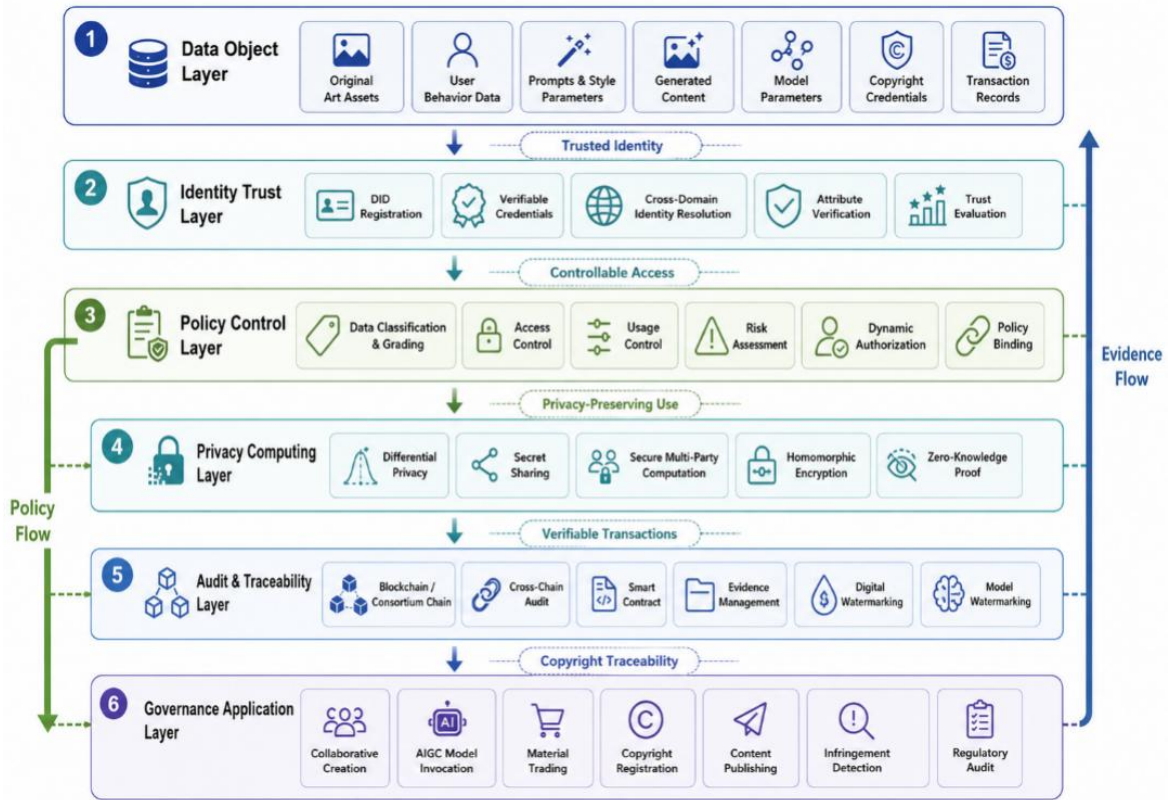 1
Data Object
Layer
Original
Art Assets
User
Behavior Data
Prompts & Style
Parameters
Generated
Content
Model
Parameters
©
Copyright
Credentials
$
Transaction
Records
Trusted Identity
2
Identity Trust
Layer
DID
Registration
Verifiable
Credentials
Cross-Domain
Identity Resolution
Attribute
Verification
Trust
Evaluation
Controllable Access
3
Policy Control
Layer
Data Classification
& Grading
Access
Control
Usage
Control
Risk
Assessment
Dynamic
Authorization
Policy
Binding
Evidence
Flow
Privacy-Preserving Use
4
Privacy Computing
Layer
Differential
Privacy
Secret
Sharing
Secure Multi-Party
Computation
Homomorphic
Encryption
Zero-Knowledge
Proof
Policy
Flow
Verifiable Transactions
5
Audit & Traceability
Layer
Blockchain /
Consortium Chain
Cross-Chain
Audit
</>
Smart
Contract
Evidence
Management
$
Digital
Watermarking
Model
Watermarking
Copyright Traceability
6
Governance Application
Layer
Collaborative
Creation
AI
AIGC Model
Invocation
Material
Trading
©
Copyright
Registration
Content
Publishing
Infringement
Detection
Regulatory
Audit